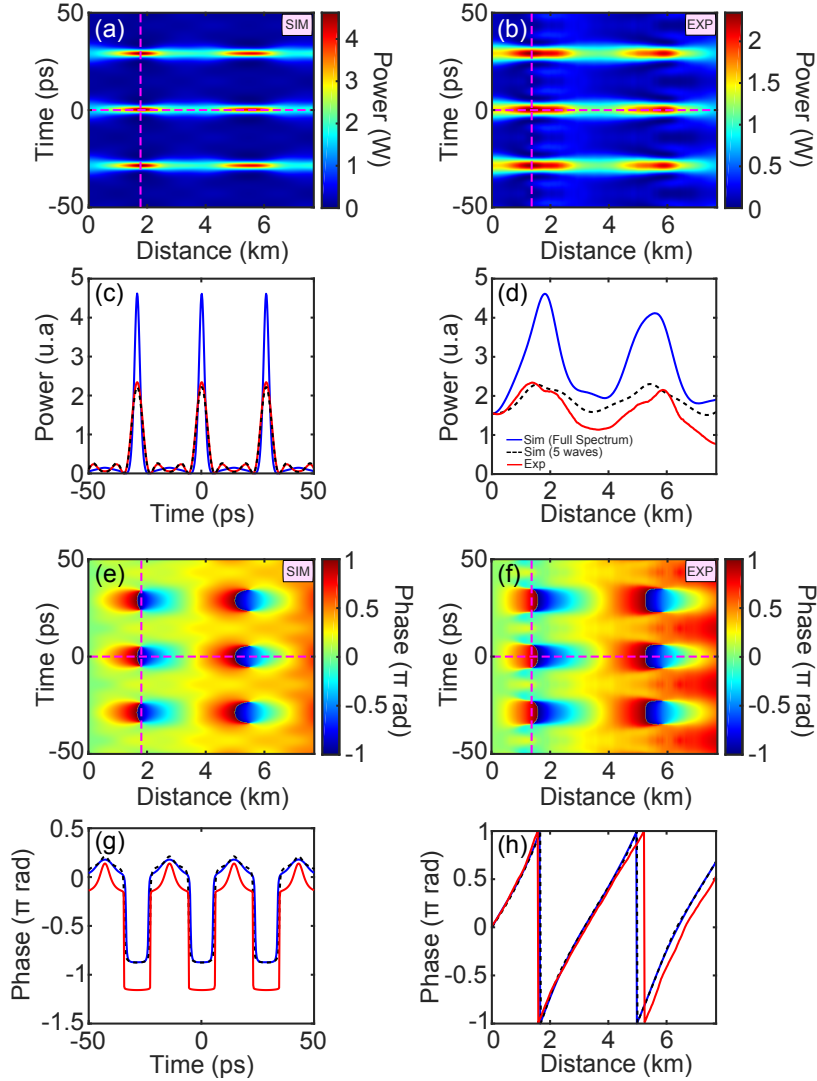 (a)
SIM
Time (ps)
50
0
-50
0 2 4 6
Distance (km)
4
3
2
1
0
Power (W)
(b)
EXP
Time (ps)
50
0
-50
0 2 4 6
Distance (km)
2
1.5
1
0.5
0
Power (W)
(c)
Power (u.a)
5
4
3
2
1
0
-50 0 50
Time (ps)
(d)
Power (u.a)
5
4
3
2
1
0
Sim (Full Spectrum)
Sim (5 waves)
Exp
0 2 4 6
Distance (km)
(e)
SIM
Time (ps)
50
0
-50
0 2 4 6
Distance (km)
1
0.5
0
-0.5
-1
Phase (π rad)
(f)
EXP
Time (ps)
50
0
-50
0 2 4 6
Distance (km)
1
0.5
0
-0.5
-1
Phase (π rad)
(g)
Phase (π rad)
0.5
0
-0.5
-1
-1.5
-50 0 50
Time (ps)
(h)
Phase (π rad)
1
0.5
0
-0.5
-1
0 2 4 6
Distance (km)